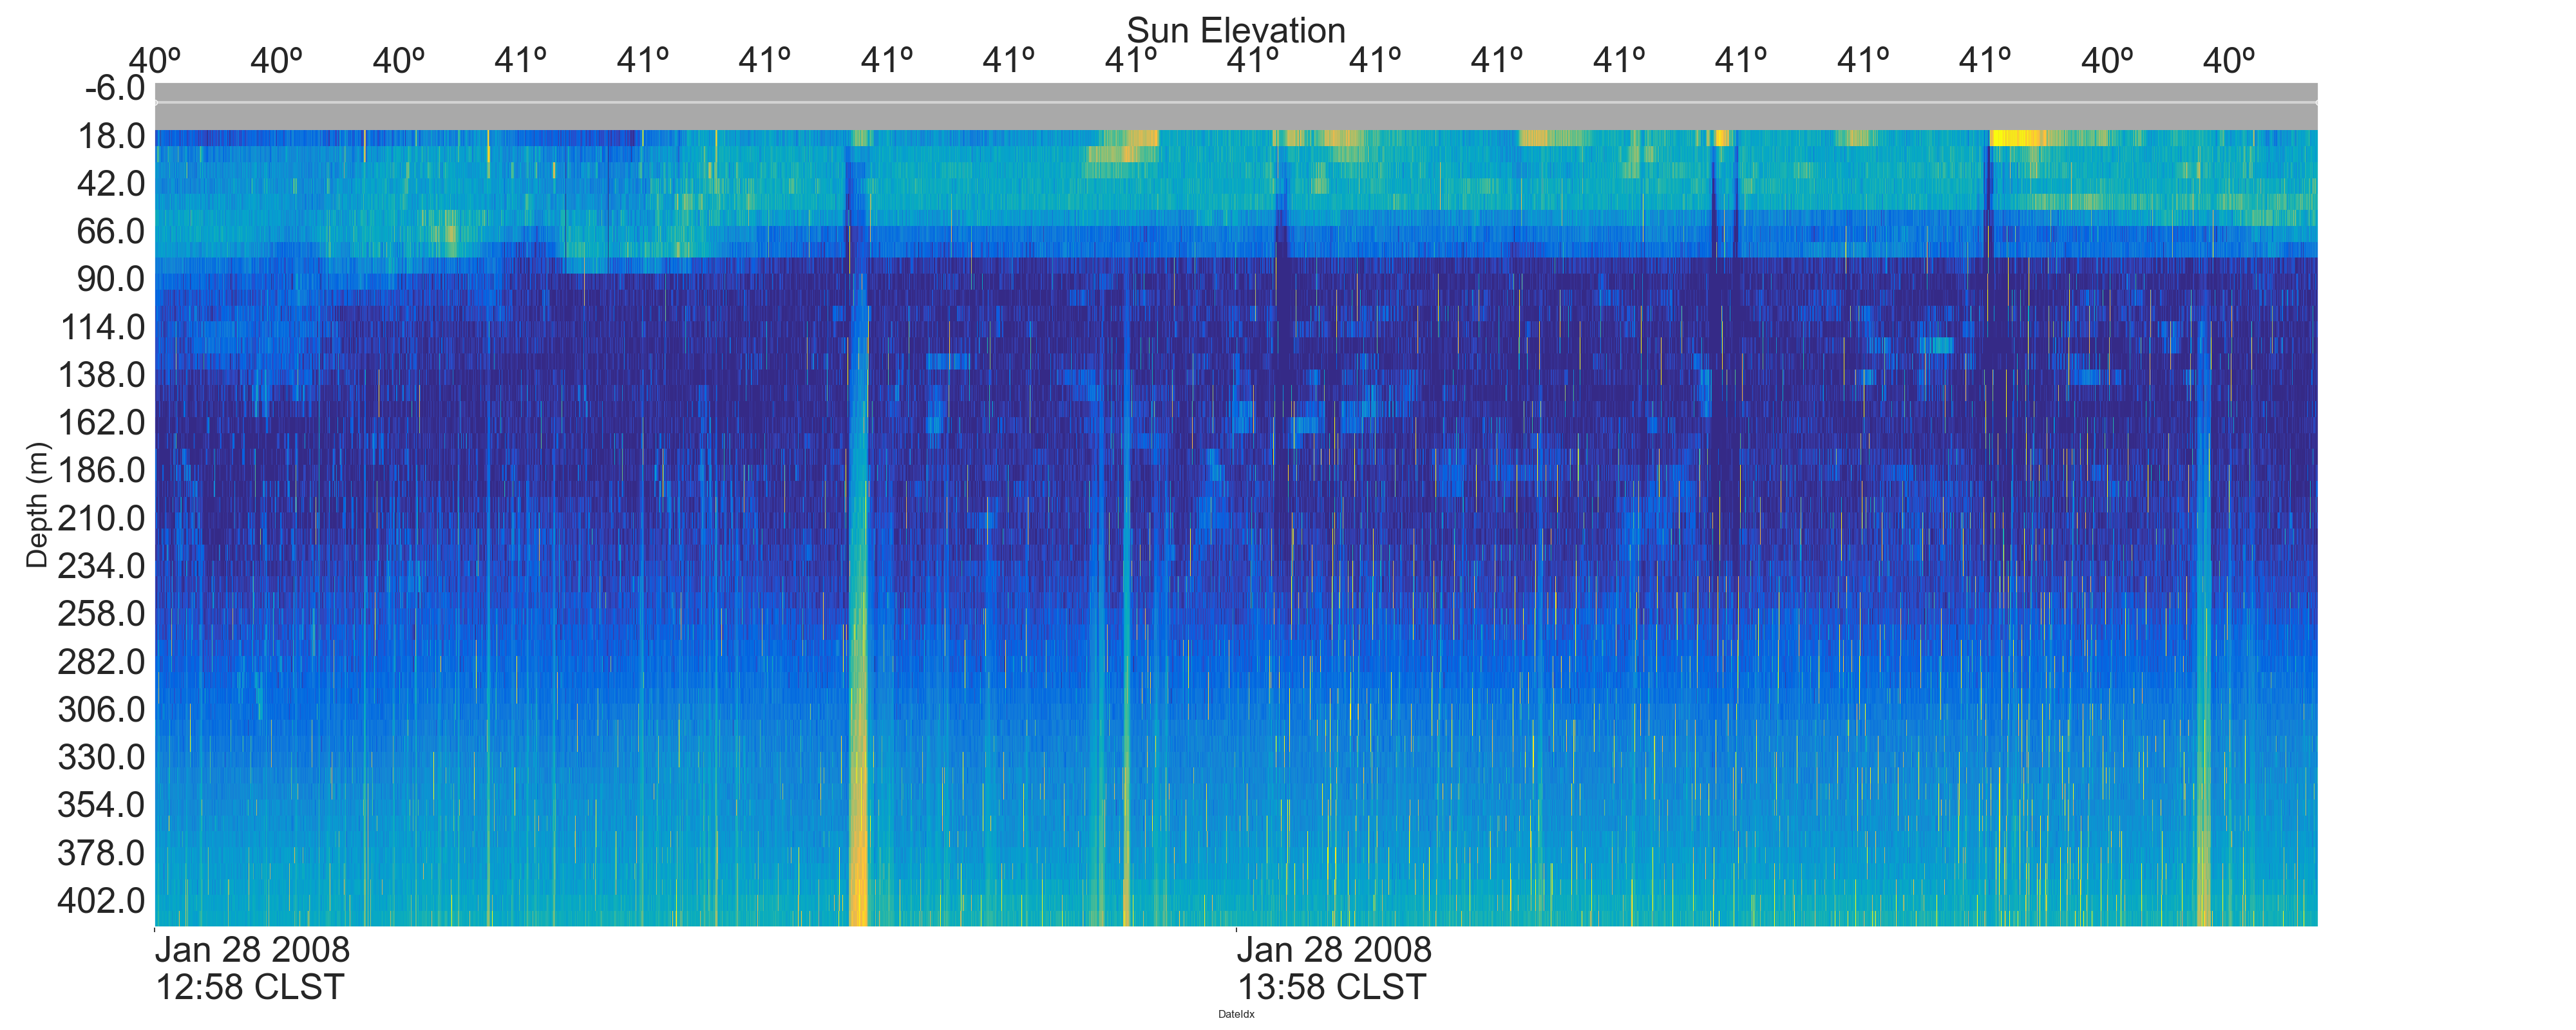 Sun Elevation
40º 40º 40º 41º 41º 41º 41º 41º 41º 41º 41º 41º 41º 41º 41º 41º 40º 40º
-6.0
18.0
42.0
66.0
90.0
114.0
138.0
162.0
186.0
210.0
234.0
258.0
282.0
306.0
330.0
354.0
378.0
402.0
Depth (m)
Jan 28 2008
12:58 CLST
Jan 28 2008
13:58 CLST
DateIdx